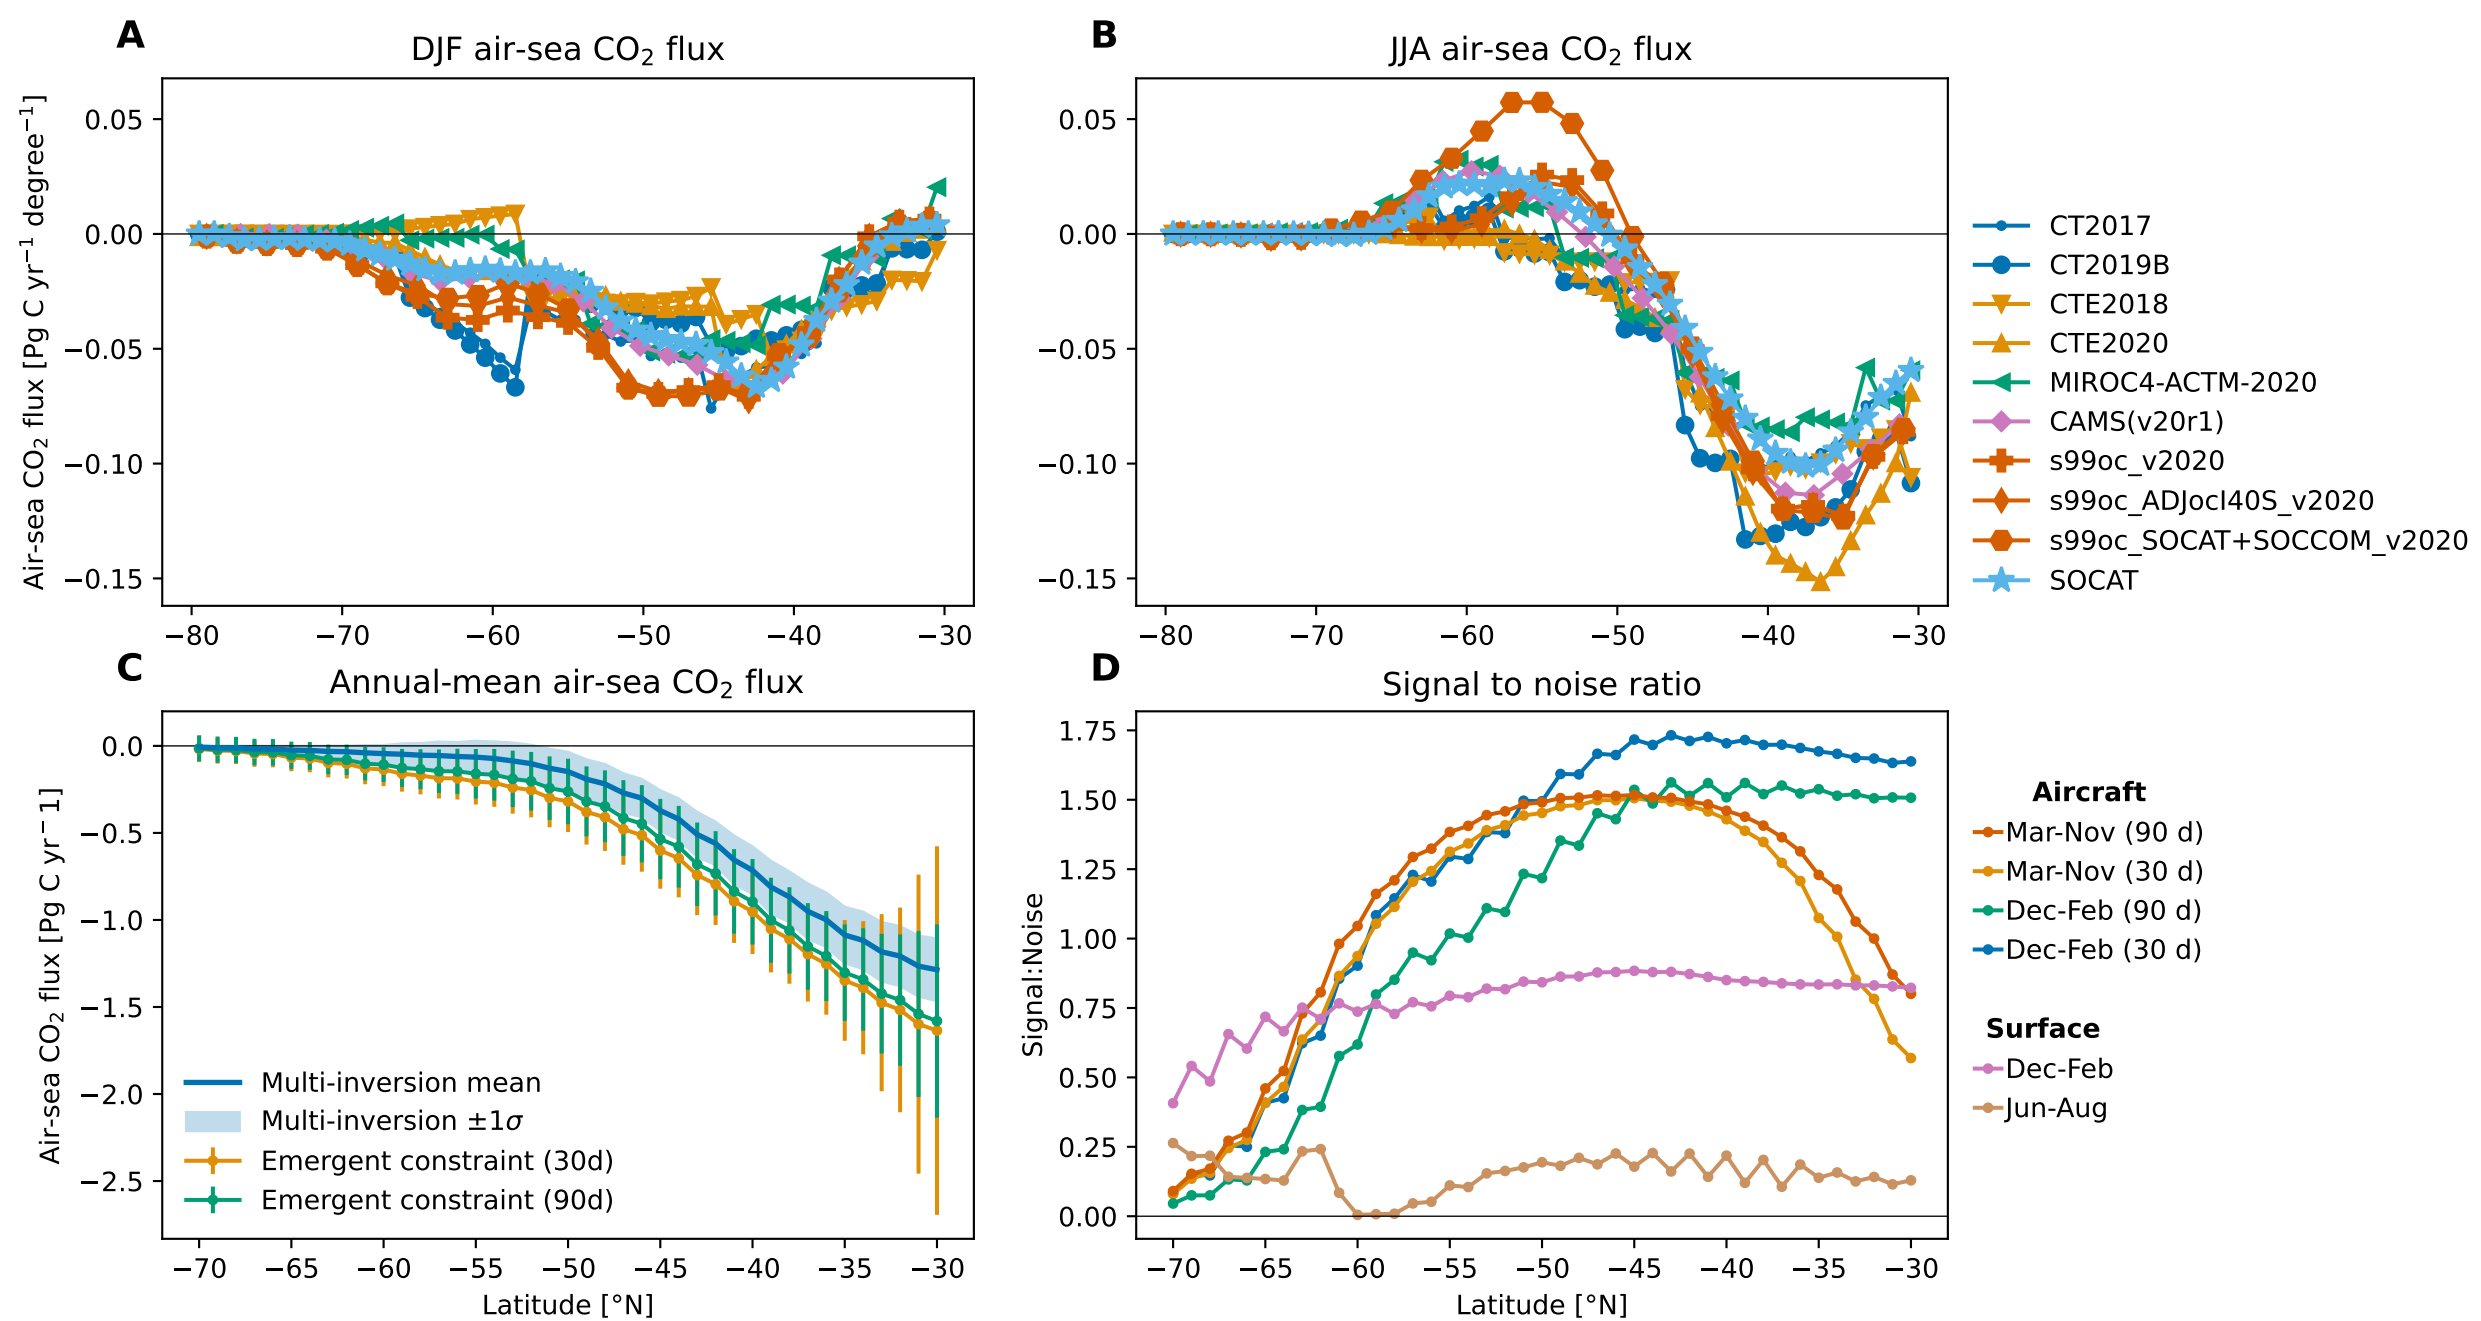 A
DJF air-sea CO₂ flux
Air-sea CO₂ flux [Pg C yr⁻¹ degree⁻¹]
0.05
0.00
−0.05
−0.10
−0.15
−80 −70 −60 −50 −40 −30
B
JJA air-sea CO₂ flux
0.05
0.00
−0.05
−0.10
−0.15
−80 −70 −60 −50 −40 −30
CT2017
CT2019B
CTE2018
CTE2020
MIROC4-ACTM-2020
CAMS(v20r1)
s99oc_v2020
s99oc_ADJocI40S_v2020
s99oc_SOCAT+SOCCOM_v2020
SOCAT
C
Annual-mean air-sea CO₂ flux
Air-sea CO₂ flux [Pg C yr⁻ 1]
0.0
−0.5
−1.0
−1.5
−2.0
−2.5
Multi-inversion mean
Multi-inversion ±1σ
Emergent constraint (30d)
Emergent constraint (90d)
−70 −65 −60 −55 −50 −45 −40 −35 −30
Latitude [°N]
D
Signal to noise ratio
Signal:Noise
1.75
1.50
1.25
1.00
0.75
0.50
0.25
0.00
−70 −65 −60 −55 −50 −45 −40 −35 −30
Latitude [°N]
Aircraft
Mar-Nov (90 d)
Mar-Nov (30 d)
Dec-Feb (90 d)
Dec-Feb (30 d)
Surface
Dec-Feb
Jun-Aug